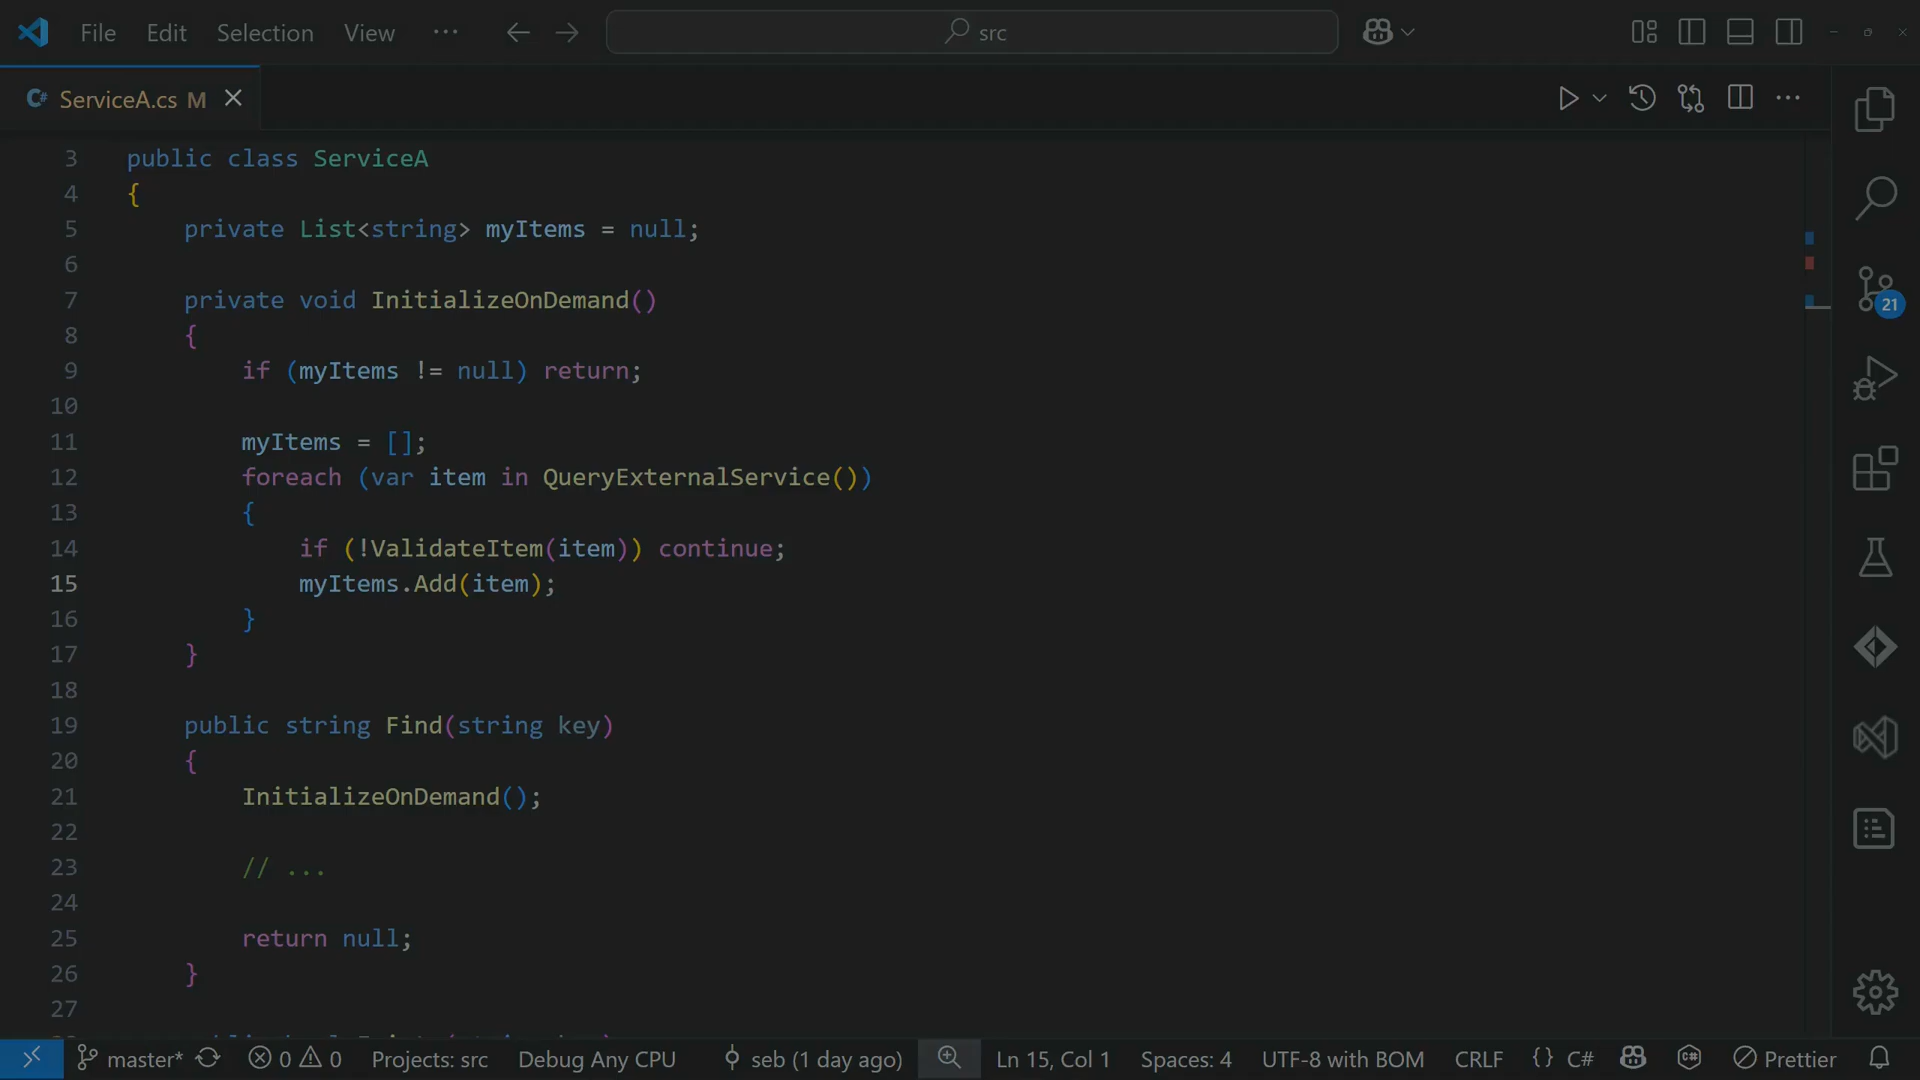 File Edit Selection View ··· src
ServiceA.cs M
3 public class ServiceA
4 {
5 private List<string> myItems = null;
6
7 private void InitializeOnDemand()
8 {
9 if (myItems != null) return;
10
11 myItems = [];
12 foreach (var item in QueryExternalService())
13 {
14 if (!ValidateItem(item)) continue;
15 myItems.Add(item);
16 }
17 }
18
19 public string Find(string key)
20 {
21 InitializeOnDemand();
22
23 // ...
24
25 return null;
26 }
27
21
master* 0 0 Projects: src Debug Any CPU seb (1 day ago) Ln 15, Col 1 Spaces: 4 UTF-8 with BOM CRLF {} C# Prettier